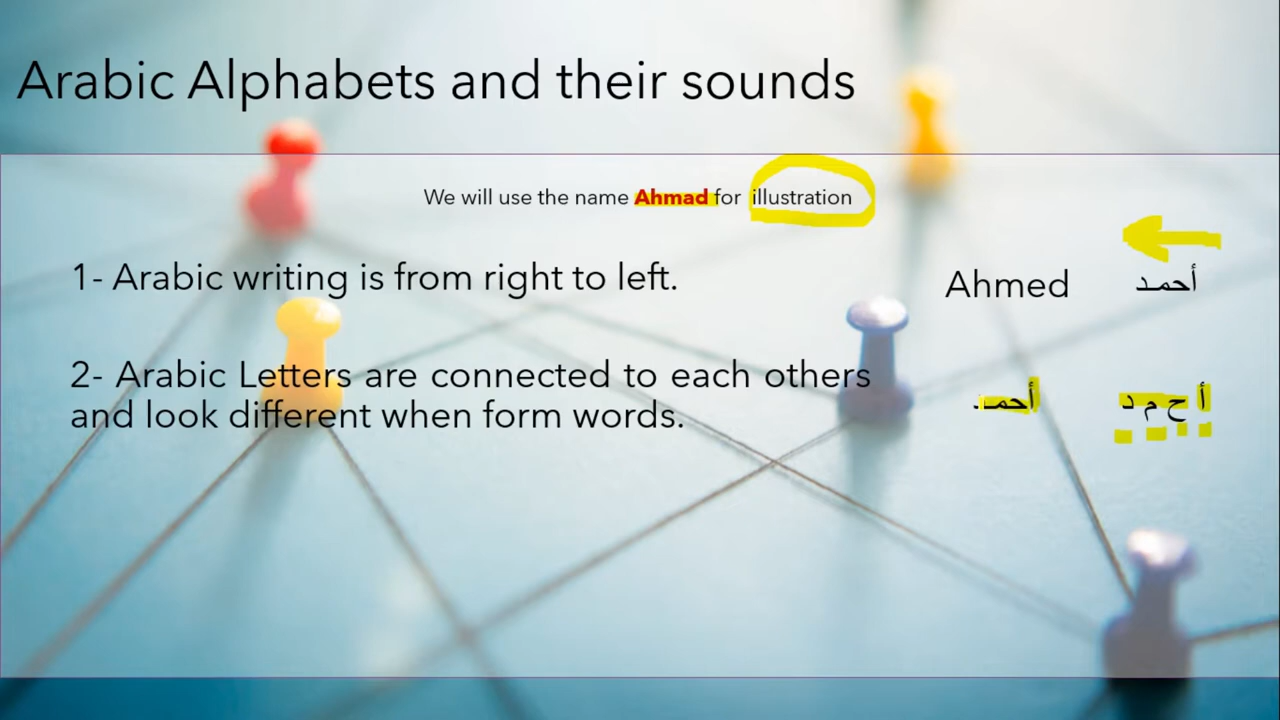 Arabic Alphabets and their sounds
We will use the name Ahmad for illustration
1- Arabic writing is from right to left.
Ahmed أحمد
2- Arabic Letters are connected to each others
and look different when form words.
أحمد أ ح م د